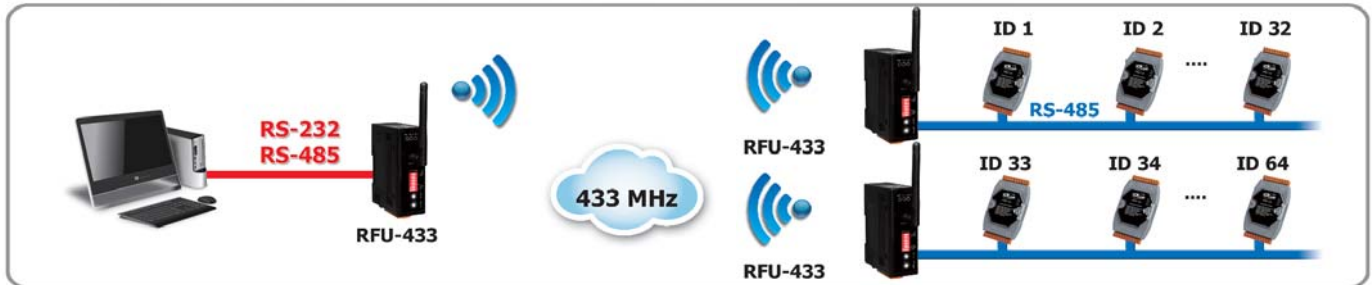 RS-232
RS-485
RFU-433
433 MHz
RFU-433
ID 1
ID 2
....
ID 32
RS-485
RFU-433
ID 33
ID 34
....
ID 64